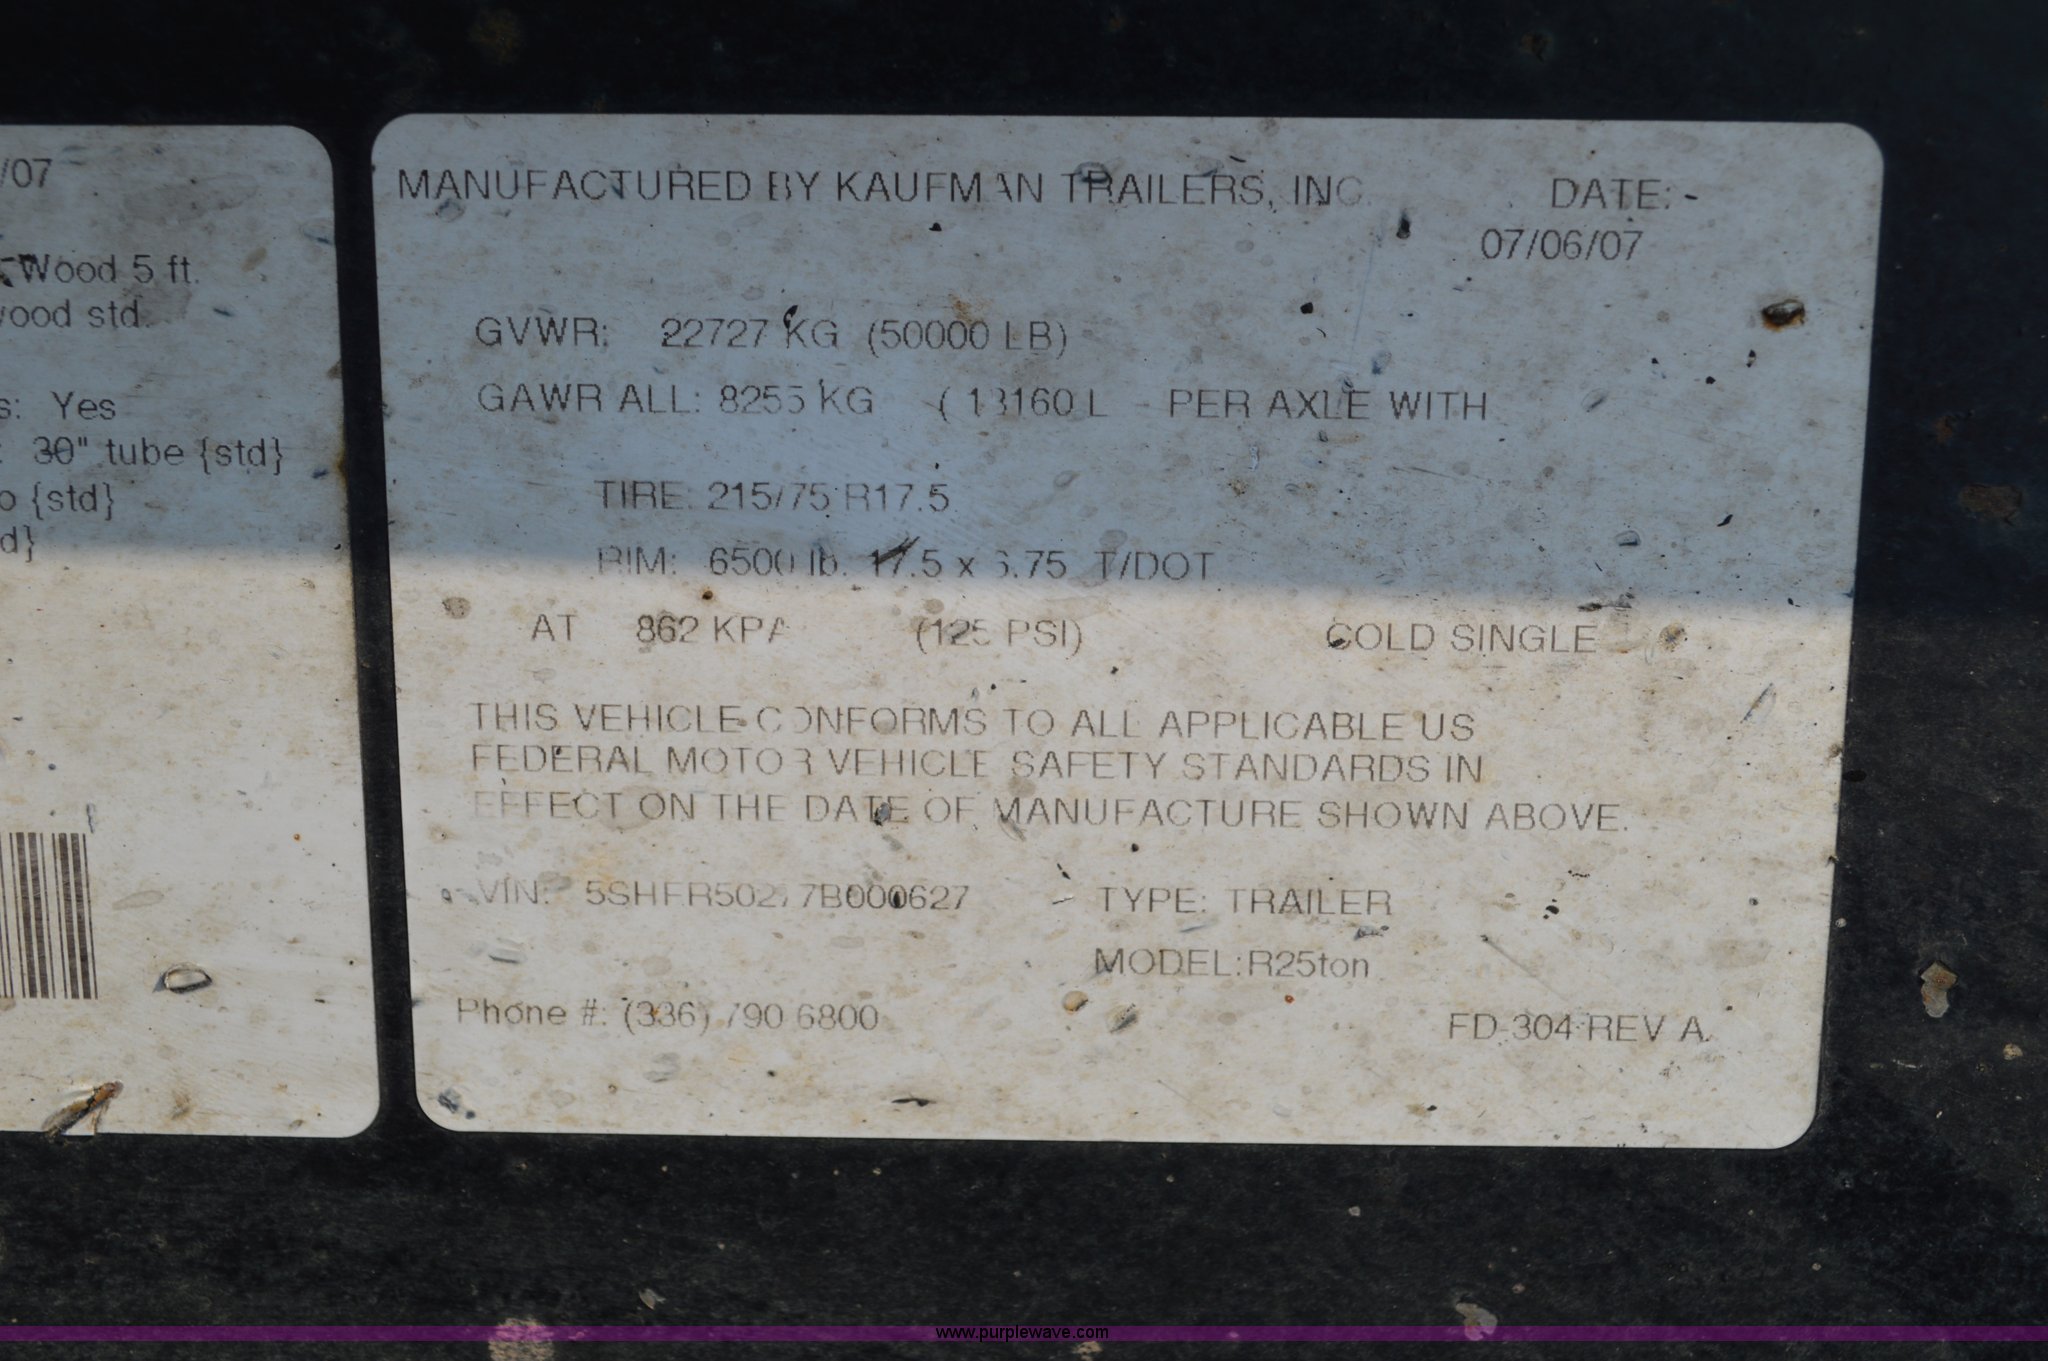 /07
Wood 5 ft.
wood std.
s: Yes
: 30" tube {std}
o {std}
d}
MANUFACTURED BY KAUFMAN TRAILERS, INC. DATE: -
07/06/07
GVWR: 22727 KG (50000 LB)
GAWR ALL: 8255 KG ( 18160 L PER AXLE WITH
TIRE: 215/75 R17.5
RIM: 6500 lb. 17.5 x 6.75 T/DOT
AT 862 KPA (125 PSI) COLD SINGLE
THIS VEHICLE CONFORMS TO ALL APPLICABLE US
FEDERAL MOTOR VEHICLE SAFETY STANDARDS IN
EFFECT ON THE DATE OF MANUFACTURE SHOWN ABOVE.
VIN: TYPE: TRAILER
MODEL: R25ton
Phone #: (336) 790 6800
FD-304 REV A.
www.purplewave.com